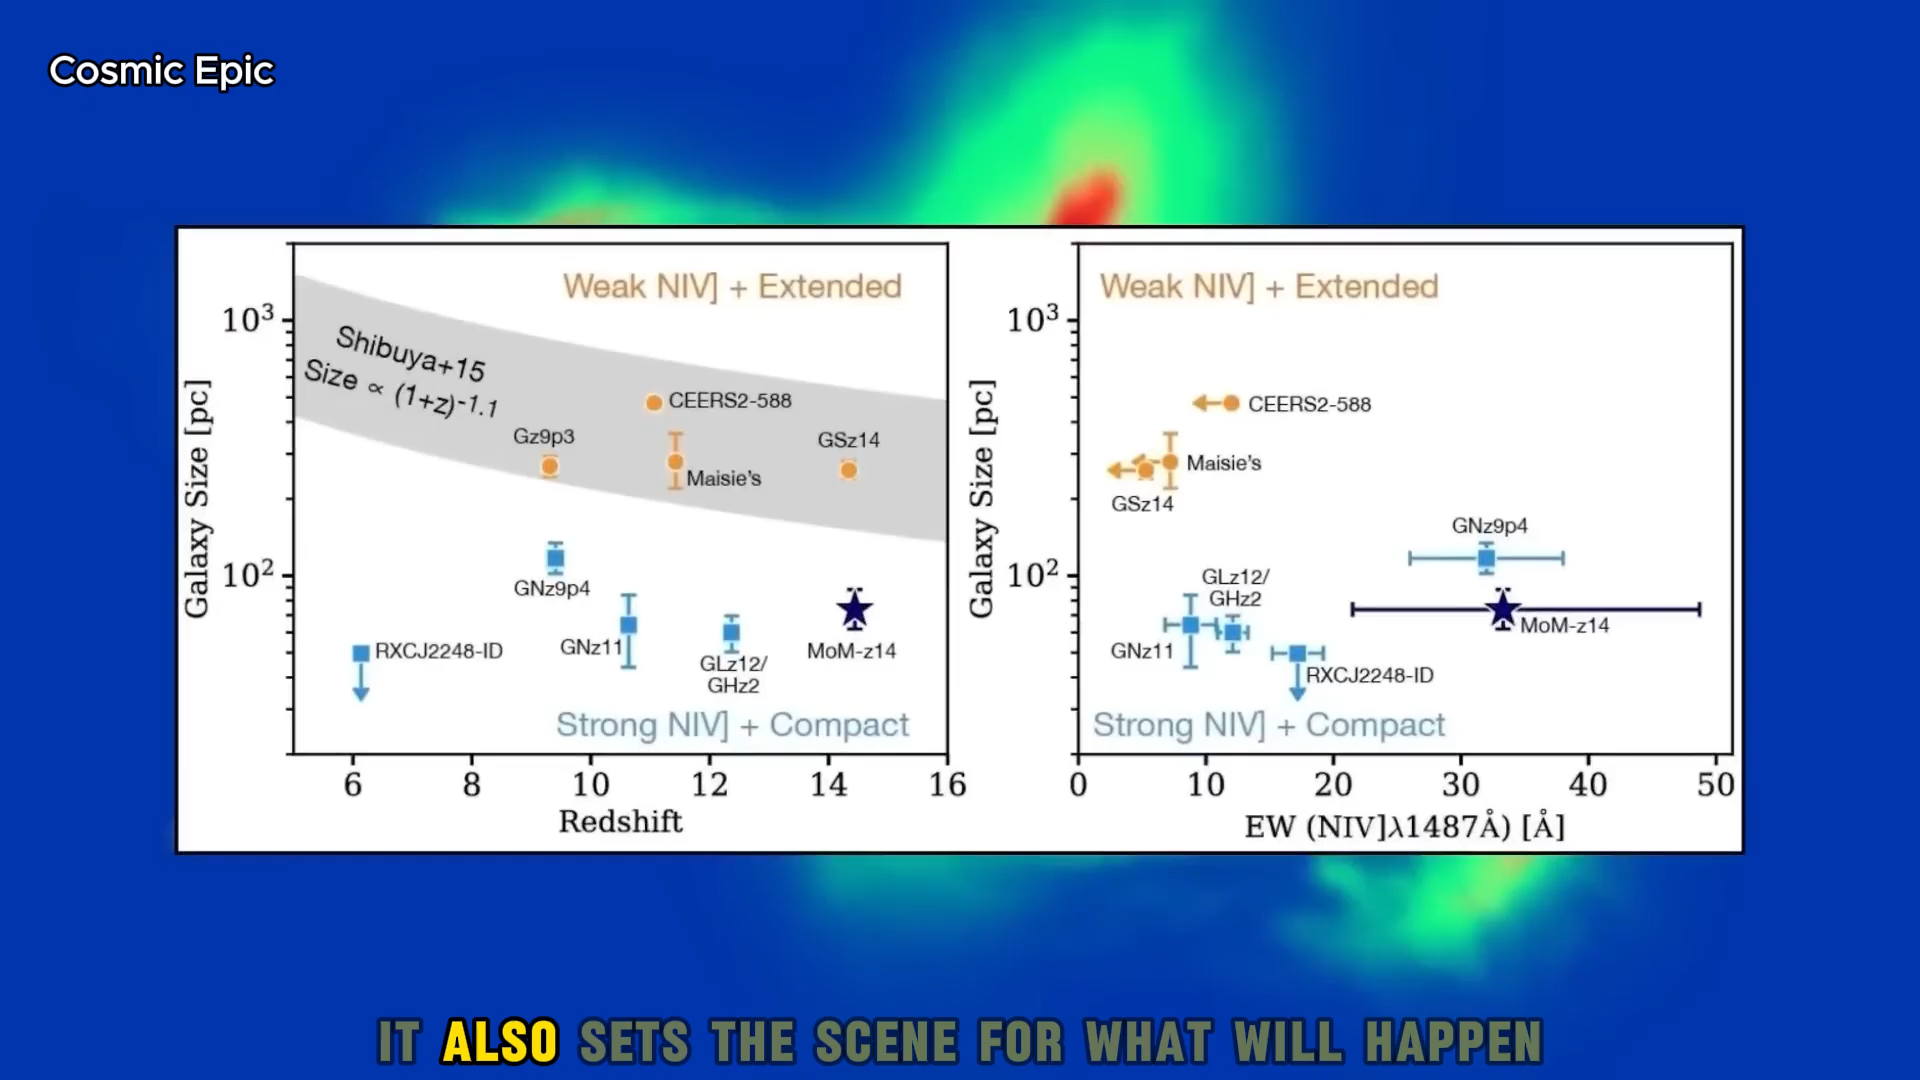 Cosmic Epic
Weak NIV] + Extended
10³
Shibuya+15
Size ∝ (1+z)⁻¹·¹
CEERS2-588
Gz9p3
GSz14
Maisie's
Galaxy Size [pc]
10²
GNz9p4
GNz11
RXCJ2248-ID
GLz12/
GHz2
MoM-z14
Strong NIV] + Compact
6 8 10 12 14 16
Redshift
Weak NIV] + Extended
10³
CEERS2-588
Maisie's
GSz14
Galaxy Size [pc]
GNz9p4
10²
GLz12/
GHz2
MoM-z14
GNz11
RXCJ2248-ID
Strong NIV] + Compact
0 10 20 30 40 50
EW (NIV]λ1487Å) [Å]
IT ALSO SETS THE SCENE FOR WHAT WILL HAPPEN